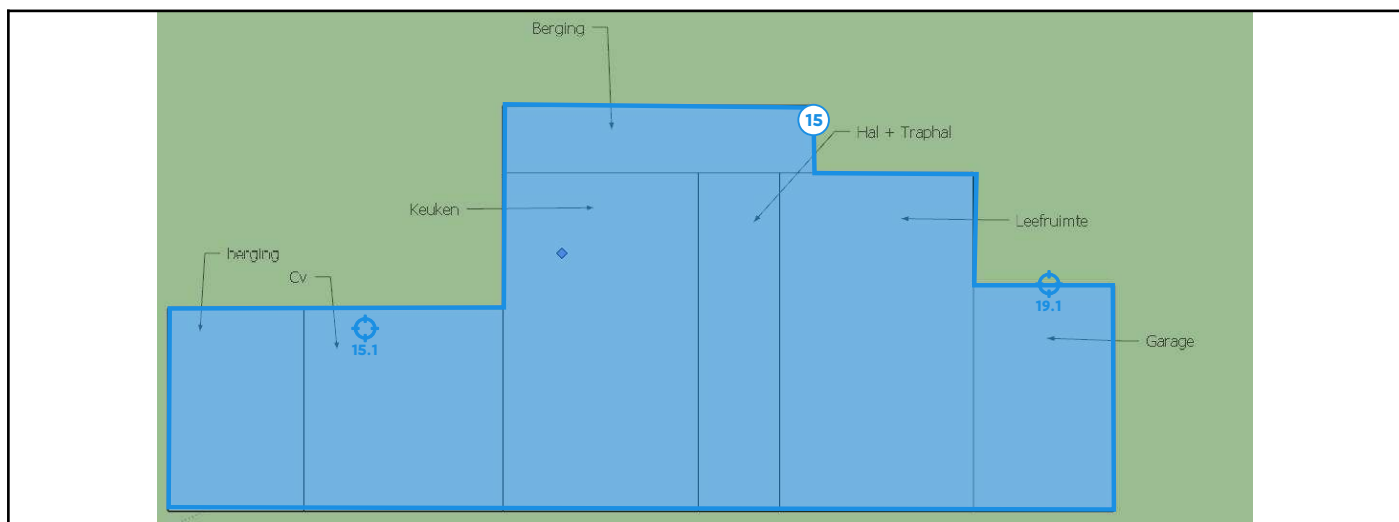 Berging
15
Hal + Traphal
Keuken
Leefruimte
berging
Cv
19.1
15.1
Garage